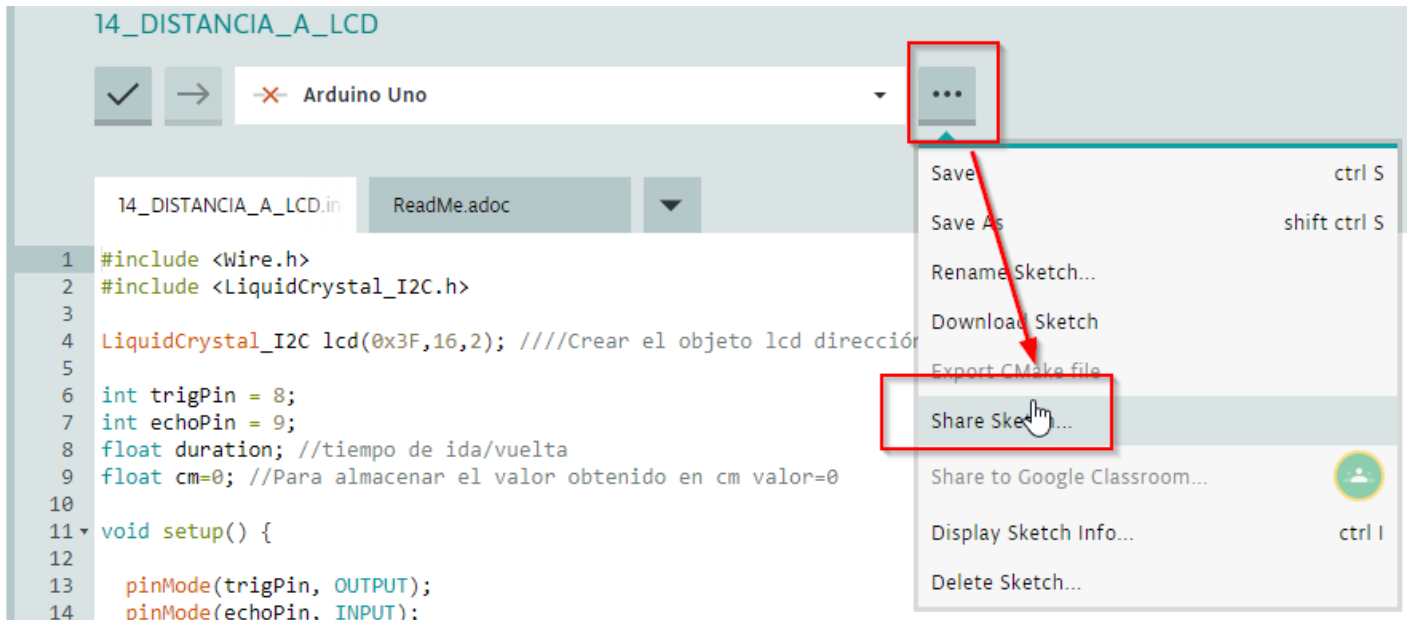 14_DISTANCIA_A_LCD
Arduino Uno
14_DISTANCIA_A_LCD.in
ReadMe.adoc
1 #include <Wire.h>
2 #include <LiquidCrystal_I2C.h>
3
4 LiquidCrystal_I2C lcd(0x3F,16,2); ////Crear el objeto lcd dirección
5
6 int trigPin = 8;
7 int echoPin = 9;
8 float duration; //tiempo de ida/vuelta
9 float cm=0; //Para almacenar el valor obtenido en cm valor=0
10
11 void setup() {
12
13 pinMode(trigPin, OUTPUT);
14 pinMode(echoPin, INPUT);
Save ctrl S
Save As shift ctrl S
Rename Sketch...
Download Sketch
Export CMake file
Share Sketch...
Share to Google Classroom...
Display Sketch Info... ctrl I
Delete Sketch...